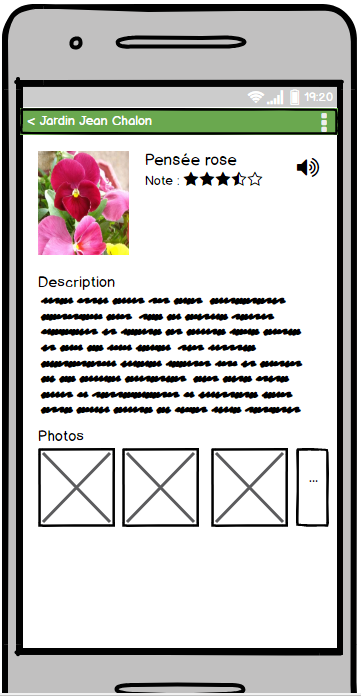 19:20
< Jardin Jean Chalon
Pensée rose
Note :
Description
Photos
...